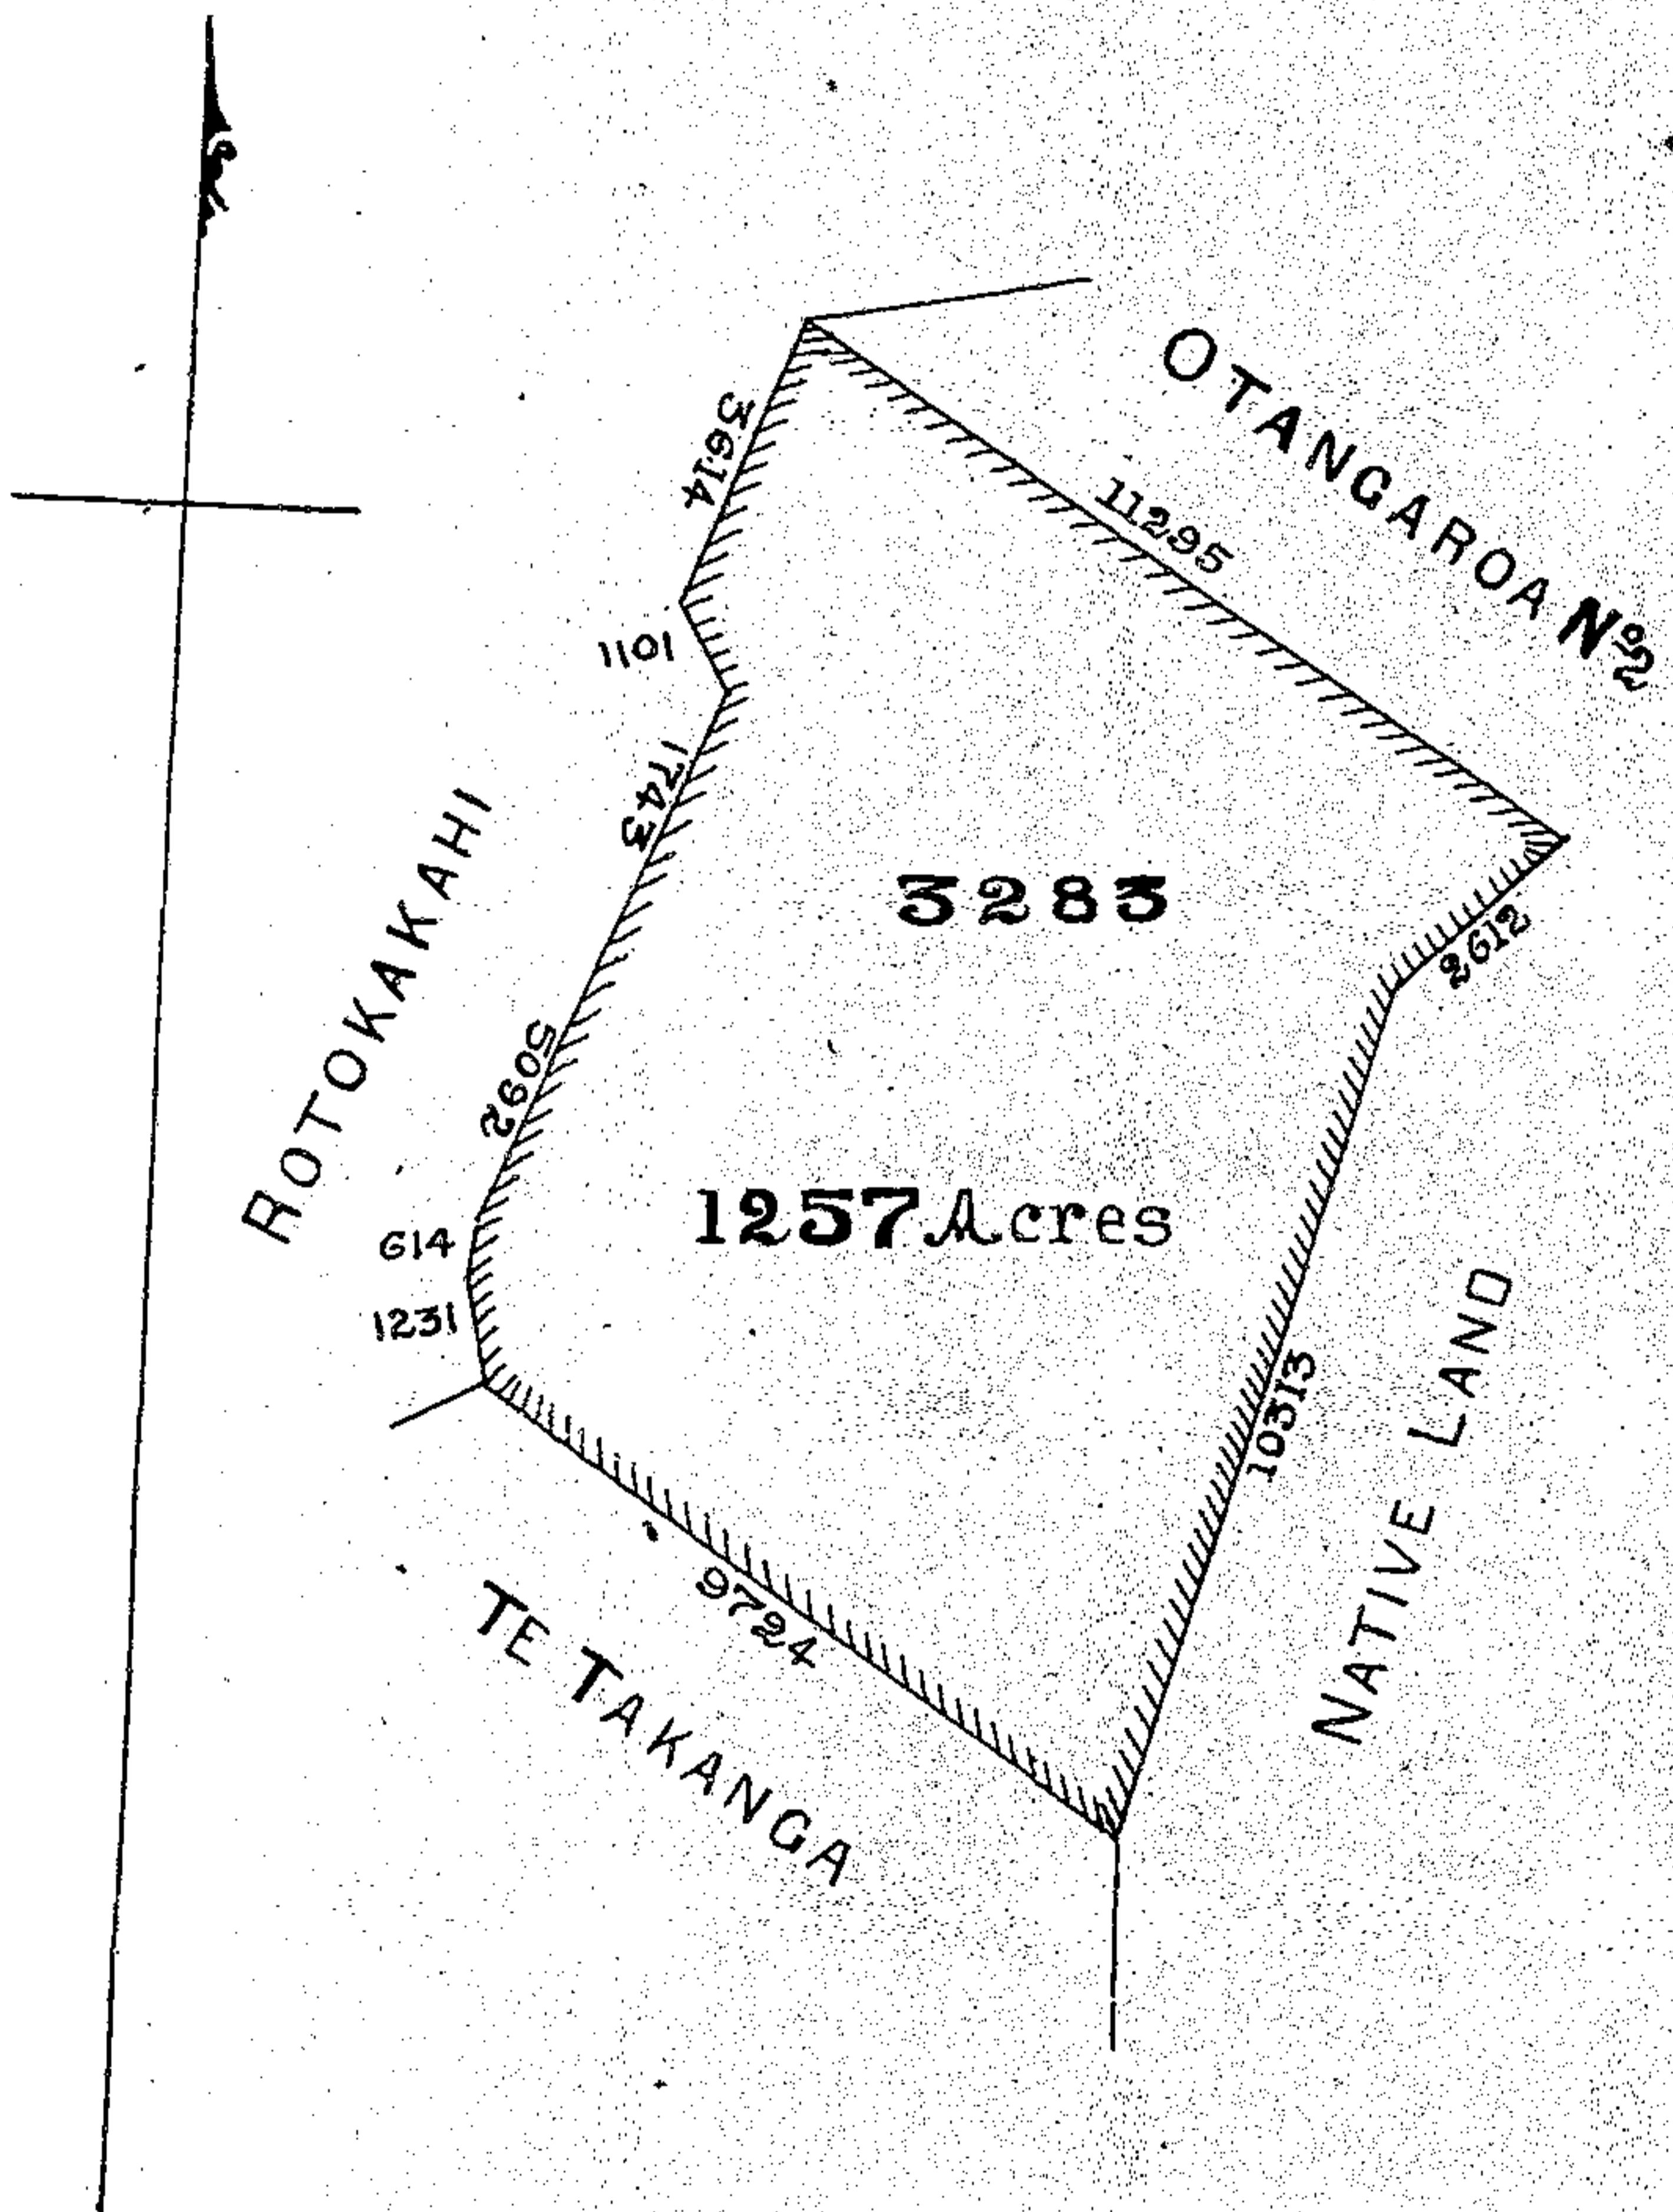 OTANGAROA Nº2
3614
11295
1101
1743
ROTOKAKAHI
3283
2612
5092
1257 Acres
614
1231
10313
NATIVE LAND
9724
TE TAKANGA